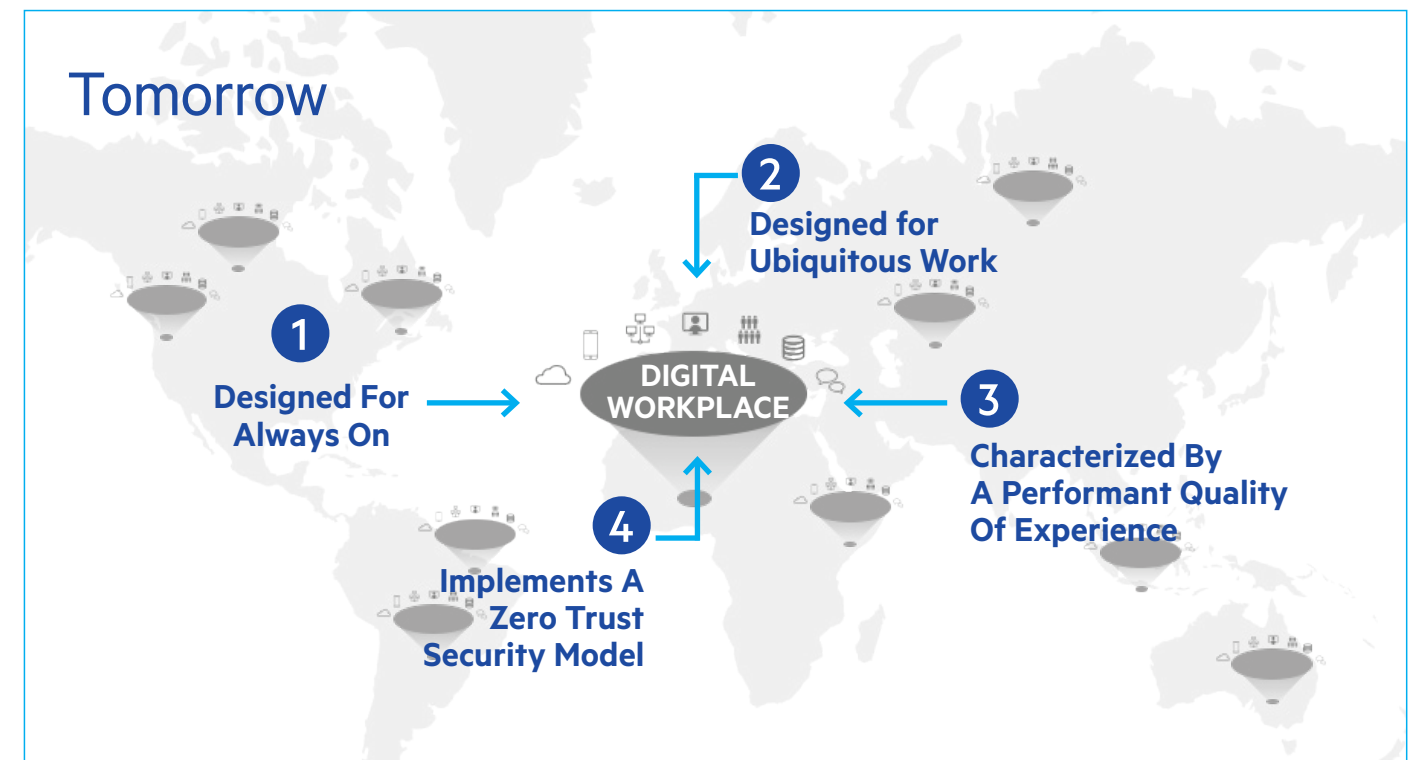 Tomorrow
1
Designed For
Always On
2
Designed for
Ubiquitous Work
DIGITAL
WORKPLACE
3
Characterized By
A Performant Quality
Of Experience
4
Implements A
Zero Trust
Security Model